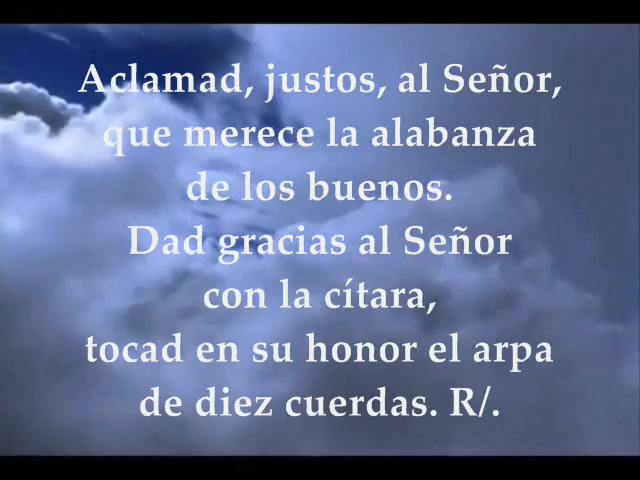 Aclamad, justos, al Señor,
que merece la alabanza
de los buenos.
Dad gracias al Señor
con la cítara,
tocad en su honor el arpa
de diez cuerdas. R/.